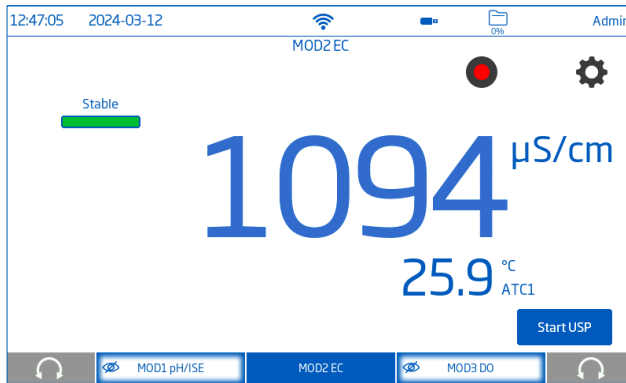 12:47:05 2024-03-12 0% Admin
MOD2 EC
Stable
1094 µS/cm
25.9 °C
ATC1
Start USP
MOD1 pH/ISE MOD2 EC MOD3 DO